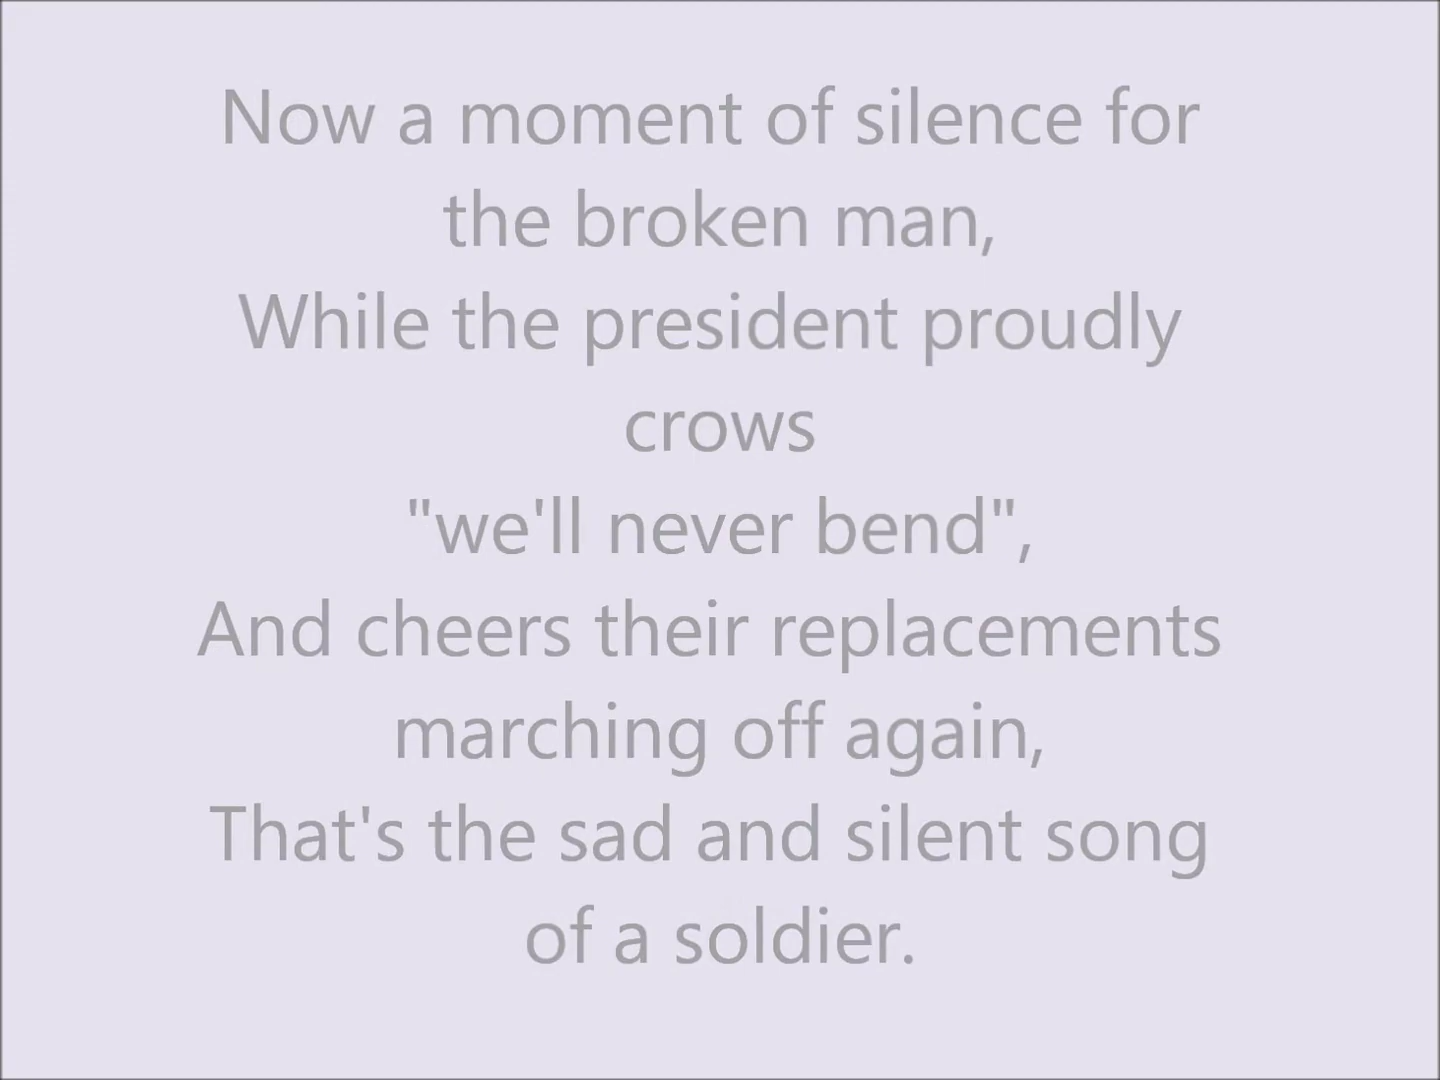 Now a moment of silence for
the broken man,
While the president proudly
crows
"we'll never bend",
And cheers their replacements
marching off again,
That's the sad and silent song
of a soldier.